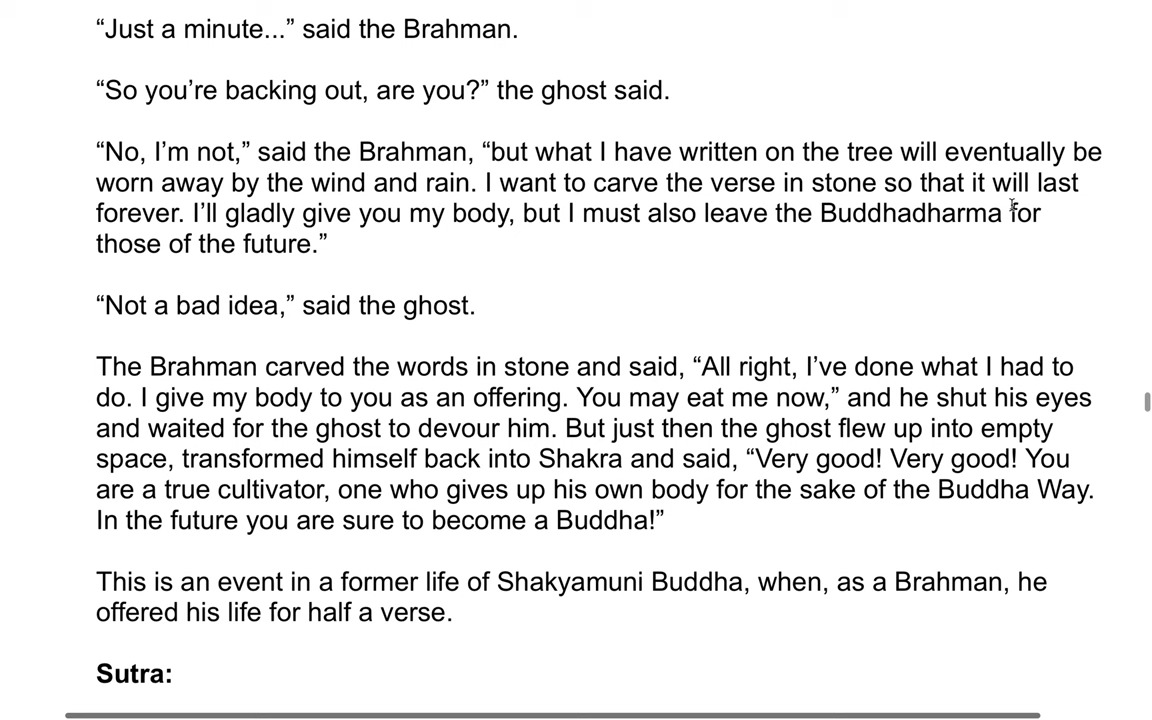 “Just a minute...” said the Brahman.
“So you’re backing out, are you?” the ghost said.
“No, I’m not,” said the Brahman, “but what I have written on the tree will eventually be
worn away by the wind and rain. I want to carve the verse in stone so that it will last
forever. I’ll gladly give you my body, but I must also leave the Buddhadharma for
those of the future.”
“Not a bad idea,” said the ghost.
The Brahman carved the words in stone and said, “All right, I’ve done what I had to
do. I give my body to you as an offering. You may eat me now,” and he shut his eyes
and waited for the ghost to devour him. But just then the ghost flew up into empty
space, transformed himself back into Shakra and said, “Very good! Very good! You
are a true cultivator, one who gives up his own body for the sake of the Buddha Way.
In the future you are sure to become a Buddha!”
This is an event in a former life of Shakyamuni Buddha, when, as a Brahman, he
offered his life for half a verse.
Sutra: